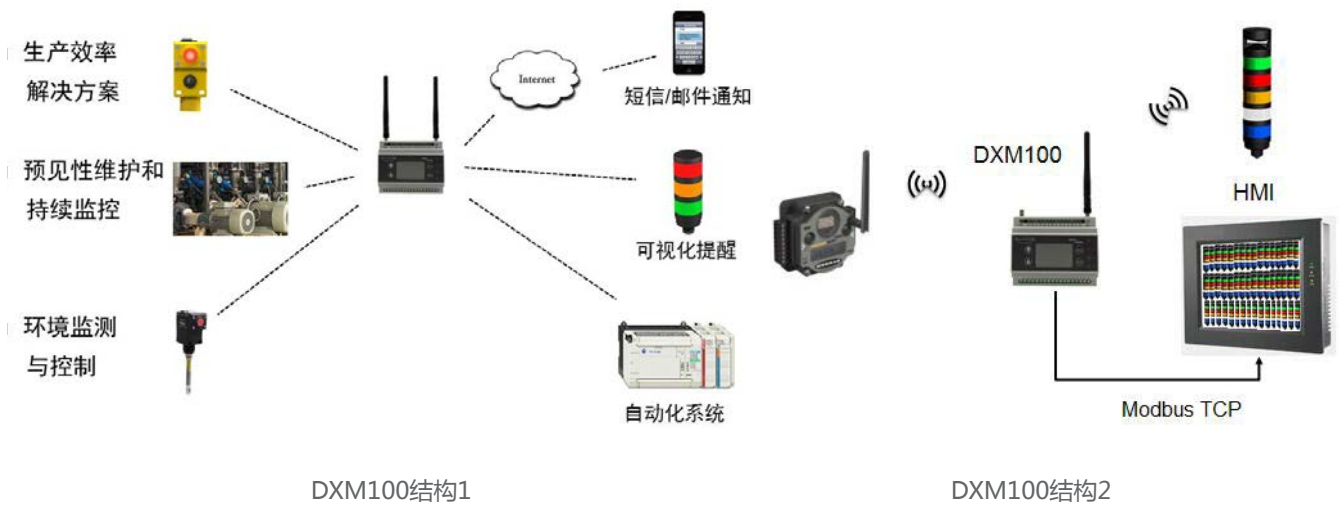 生产效率
解决方案
预见性维护和
持续监控
环境监测
与控制
Internet
短信/邮件通知
可视化提醒
自动化系统
DXM100结构1
DXM100
HMI
Modbus TCP
DXM100结构2